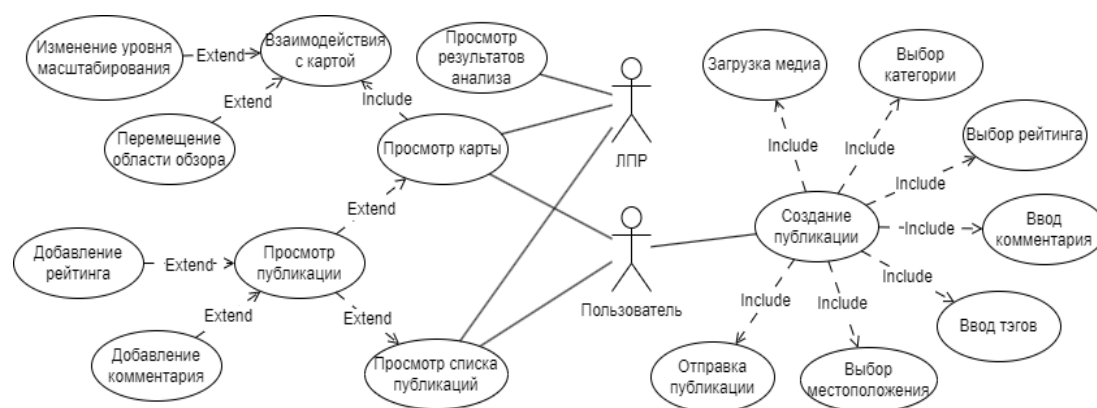 Изменение уровня
масштабирования
Extend
Взаимодействия
с картой
Просмотр
результатов
анализа
Extend
Include
Перемещение
области обзора
Просмотр карты
ЛПР
Extend
Добавление
рейтинга
Extend
Просмотр
публикации
Extend
Extend
Добавление
комментария
Просмотр списка
публикаций
Пользователь
Загрузка медиа
Выбор
категории
Выбор рейтинга
Include
Include
Include
Создание
публикации
Include
Ввод
комментария
Include
Include
Include
Ввод тэгов
Отправка
публикации
Выбор
местоположения